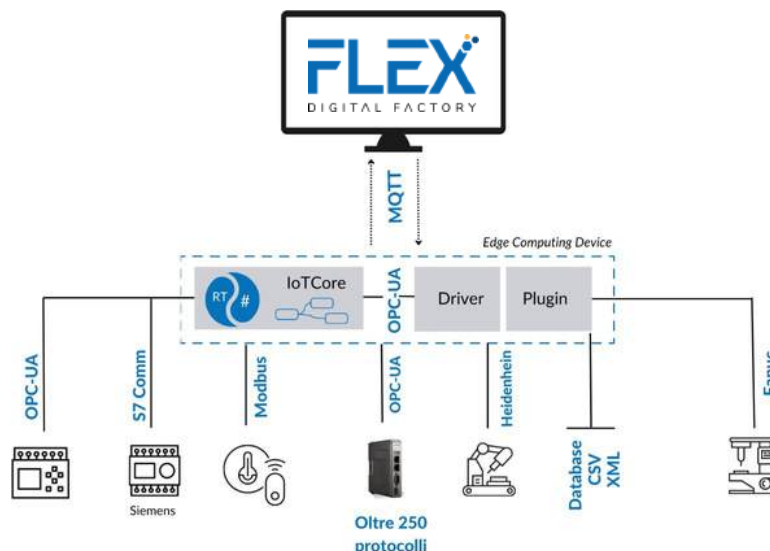 FLEX
DIGITAL FACTORY
MQTT
Edge Computing Device
RT
#
IoTCore
OPC-UA
Driver
Plugin
OPC-UA
S7 Comm
Modbus
OPC-UA
Heidenhein
Fanuc
Database
CSV
XML
Siemens
Oltre 250
protocolli